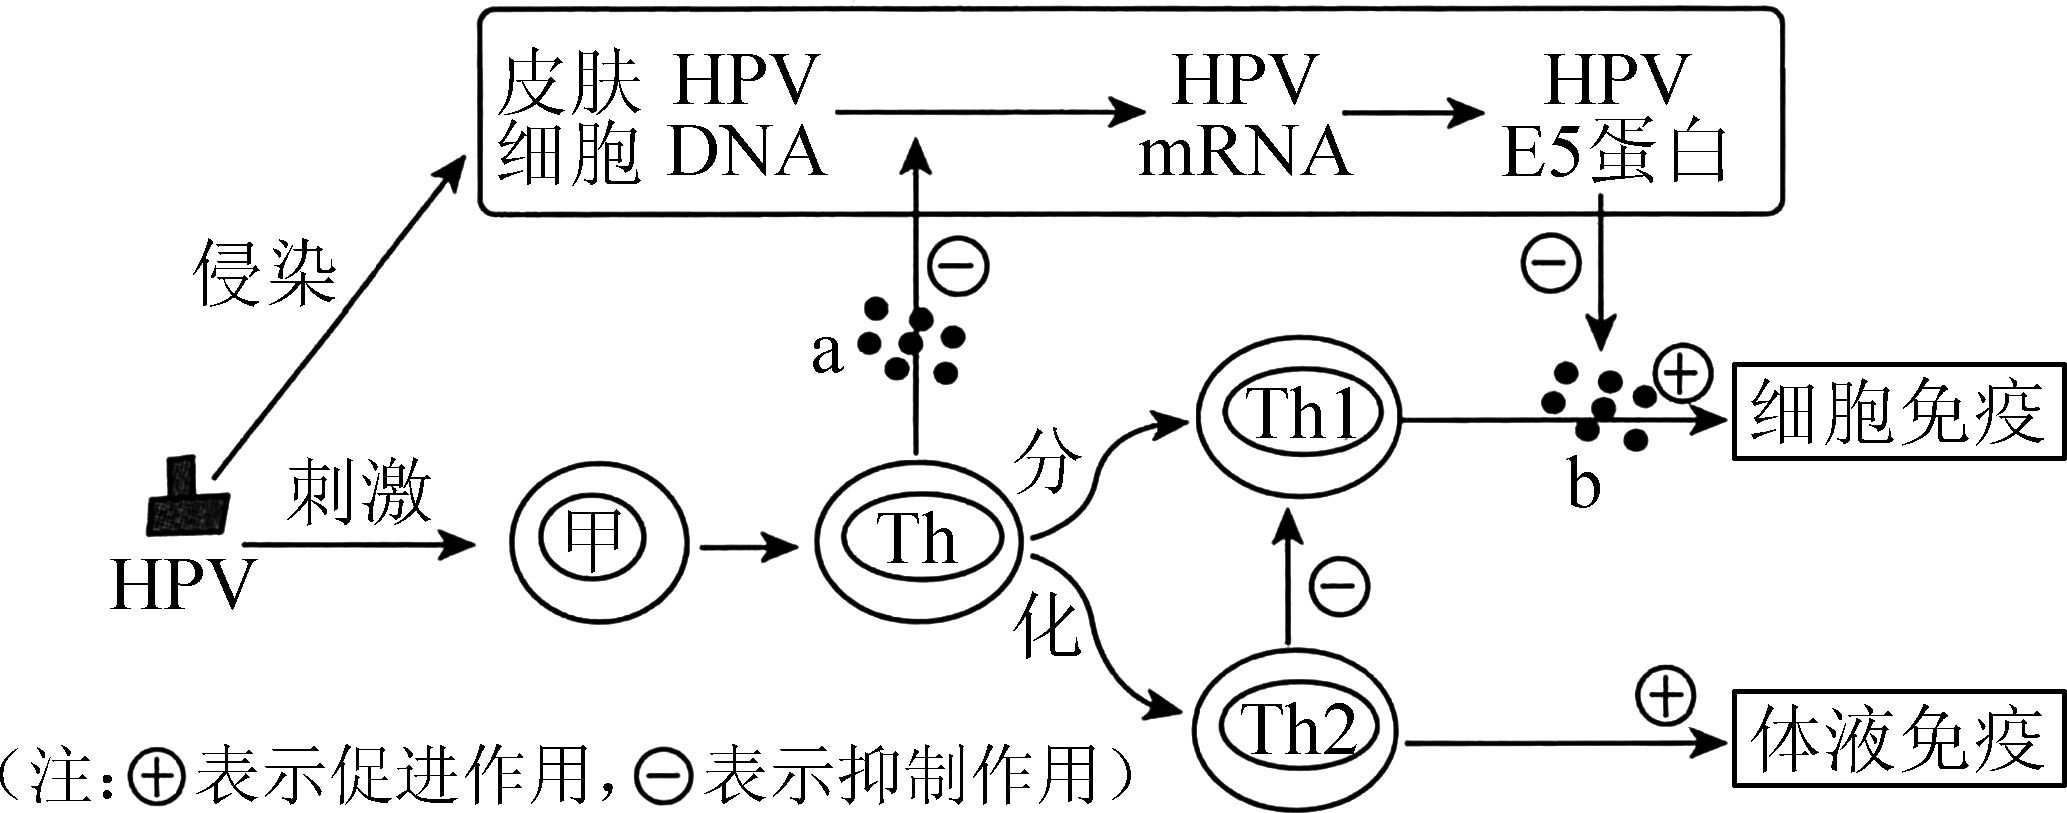 皮肤细胞
HPV DNA
HPV mRNA
HPV E5蛋白
侵染
⊖
⊖
a
⊕
细胞免疫
Th1
b
分
刺激
甲
Th
HPV
化
⊖
Th2
⊕
体液免疫
（注：⊕表示促进作用，⊖表示抑制作用）